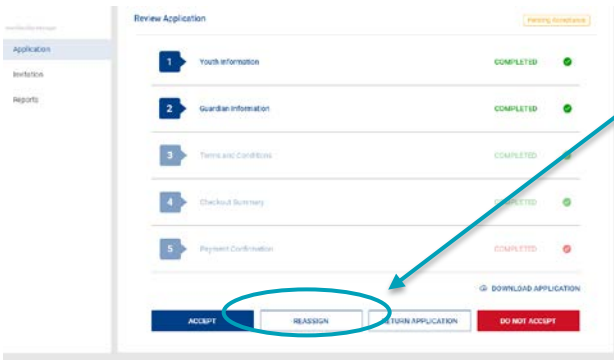 Review Application
Pending Acceptance
Application
Invitation
Reports
1 Youth Information COMPLETED
2 Guardian Information COMPLETED
3 Terms and Conditions COMPLETED
4 Checkout Summary COMPLETED
5 Payment Confirmation COMPLETED
DOWNLOAD APPLICATION
ACCEPT REASSIGN RETURN APPLICATION DO NOT ACCEPT